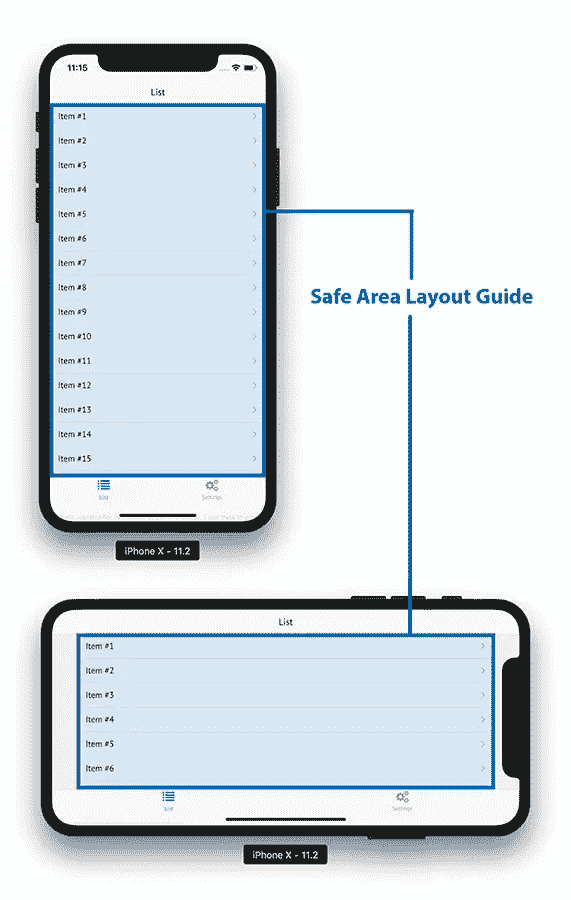 11:15
List
Item #1
Item #2
Item #3
Item #4
Item #5
Item #6
Item #7
Item #8
Item #9
Item #10
Item #11
Item #12
Item #13
Item #14
Item #15
List
Settings
iPhone X - 11.2
Safe Area Layout Guide
List
Item #1
Item #2
Item #3
Item #4
Item #5
Item #6
List
Settings
iPhone X - 11.2